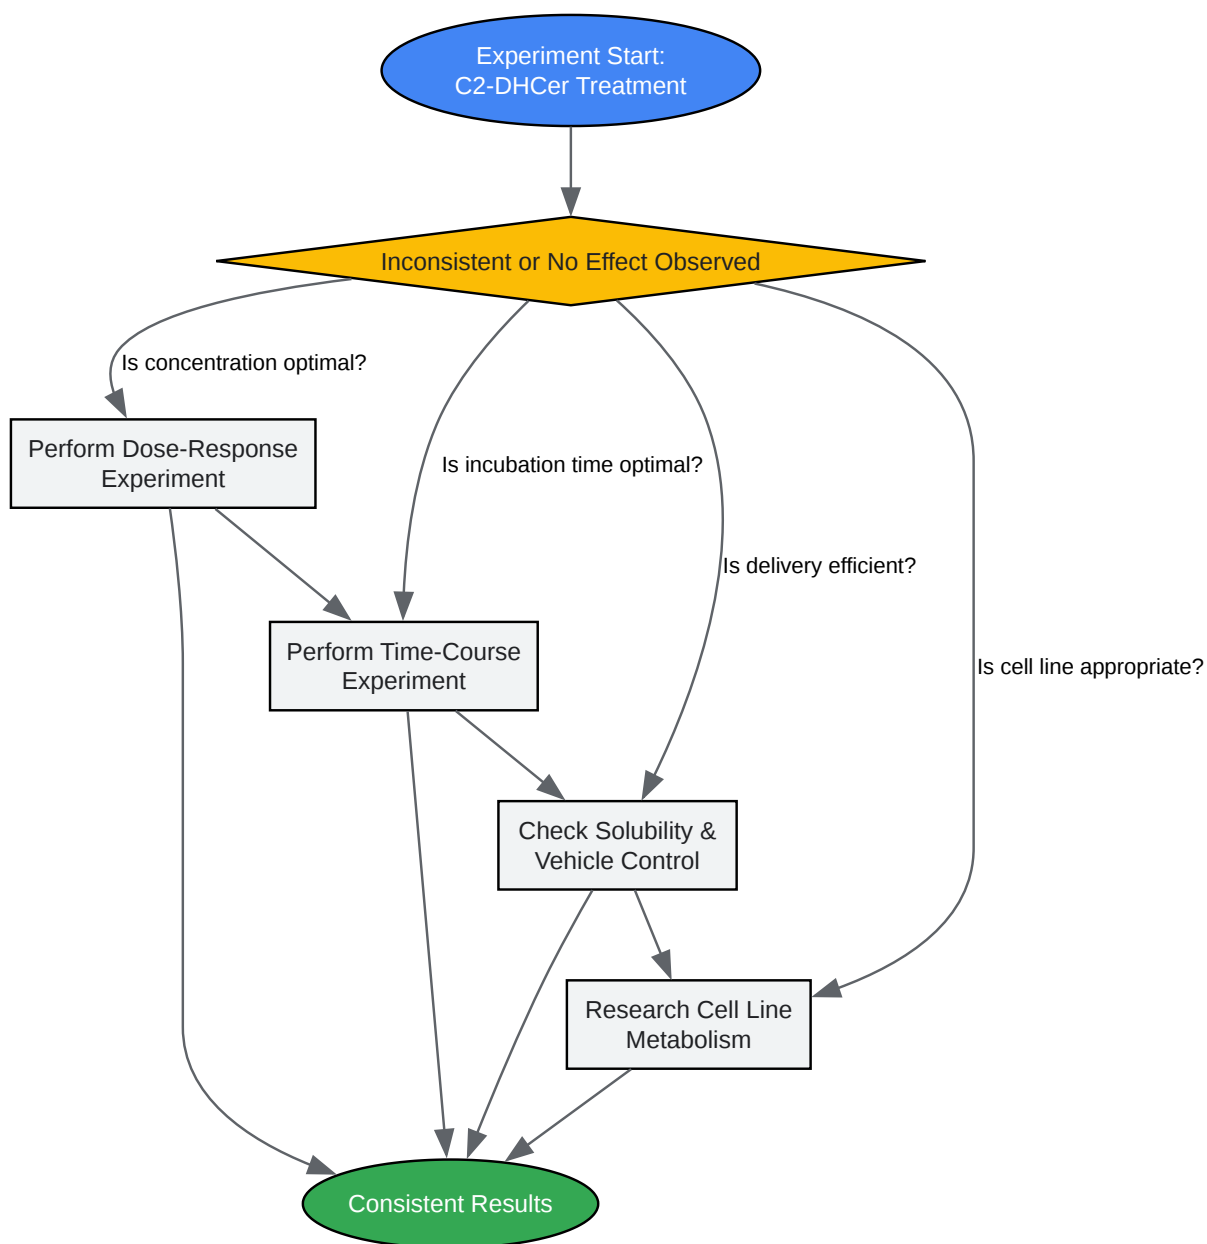 Experiment Start:
C2-DHCer Treatment
Inconsistent or No Effect Observed
Is concentration optimal?
Perform Dose-Response
Experiment
Is incubation time optimal?
Is delivery efficient?
Perform Time-Course
Experiment
Is cell line appropriate?
Check Solubility &
Vehicle Control
Research Cell Line
Metabolism
Consistent Results